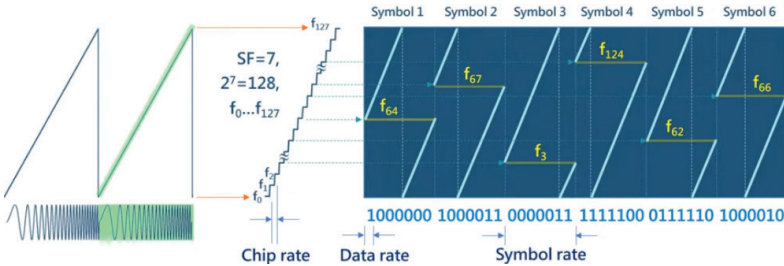 Symbol 1 Symbol 2 Symbol 3 Symbol 4 Symbol 5 Symbol 6
f127
SF=7,
2⁷=128,
f0...f127
f124
f67
f66
f64
f62
f3
f2
f1
f0
1000000 1000011 0000011 1111100 0111110 1000010
Chip rate Data rate Symbol rate